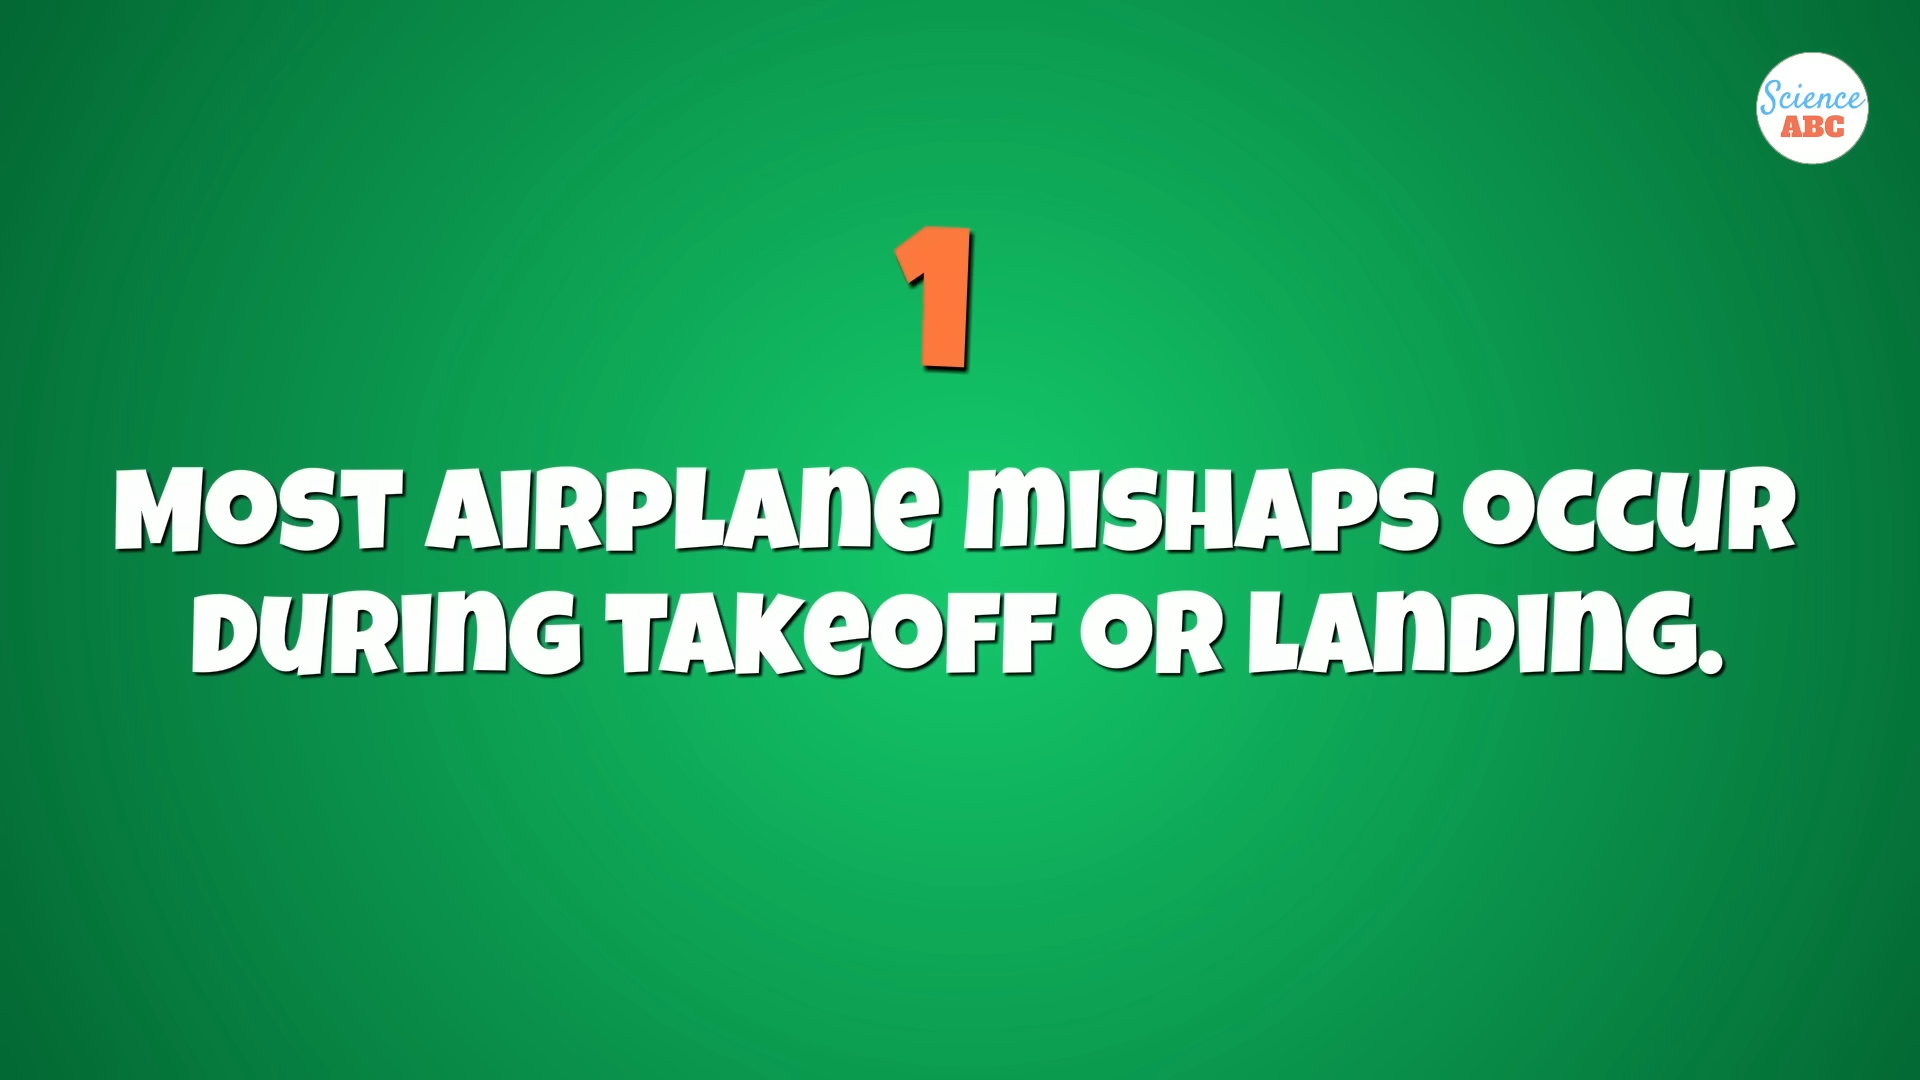 Science
ABC
1
Most airplane mishaps occur
during takeoff or landing.